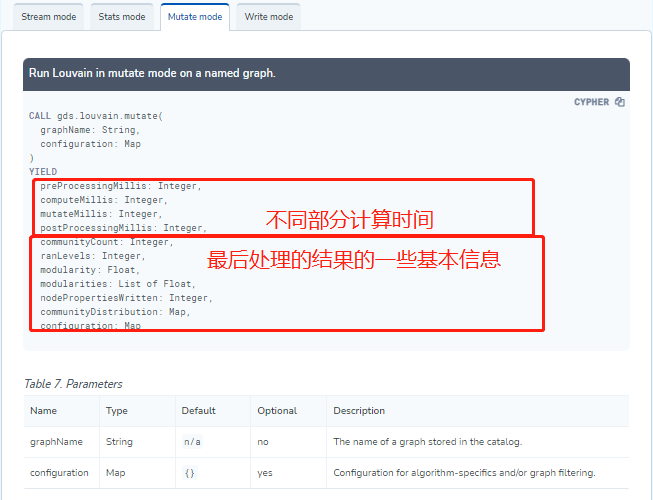 Stream mode Stats mode Mutate mode Write mode
Run Louvain in mutate mode on a named graph.
CYPHER
CALL gds.louvain.mutate(
graphName: String,
configuration: Map
)
YIELD
preProcessingMillis: Integer,
computeMillis: Integer,
mutateMillis: Integer,
postProcessingMillis: Integer,
不同部分计算时间
communityCount: Integer,
ranLevels: Integer,
modularity: Float,
modularities: List of Float,
nodePropertiesWritten: Integer,
communityDistribution: Map,
configuration: Map
最后处理的结果的一些基本信息
Table 7. Parameters
Name Type Default Optional Description
graphName String n/a no The name of a graph stored in the catalog.
configuration Map {} yes Configuration for algorithm-specifics and/or graph filtering.